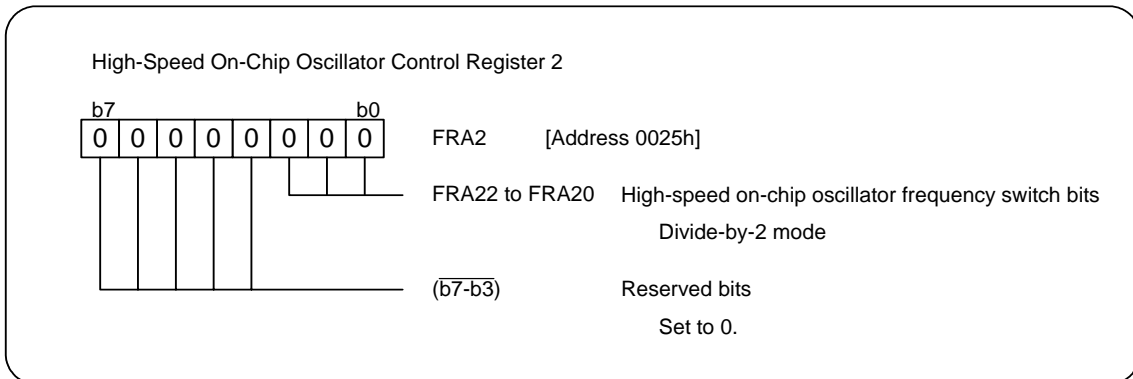 High-Speed On-Chip Oscillator Control Register 2
b7 b0
0 0 0 0 0 0 0 0 FRA2 [Address 0025h]
FRA22 to FRA20 High-speed on-chip oscillator frequency switch bits
Divide-by-2 mode
(b7-b3) Reserved bits
Set to 0.